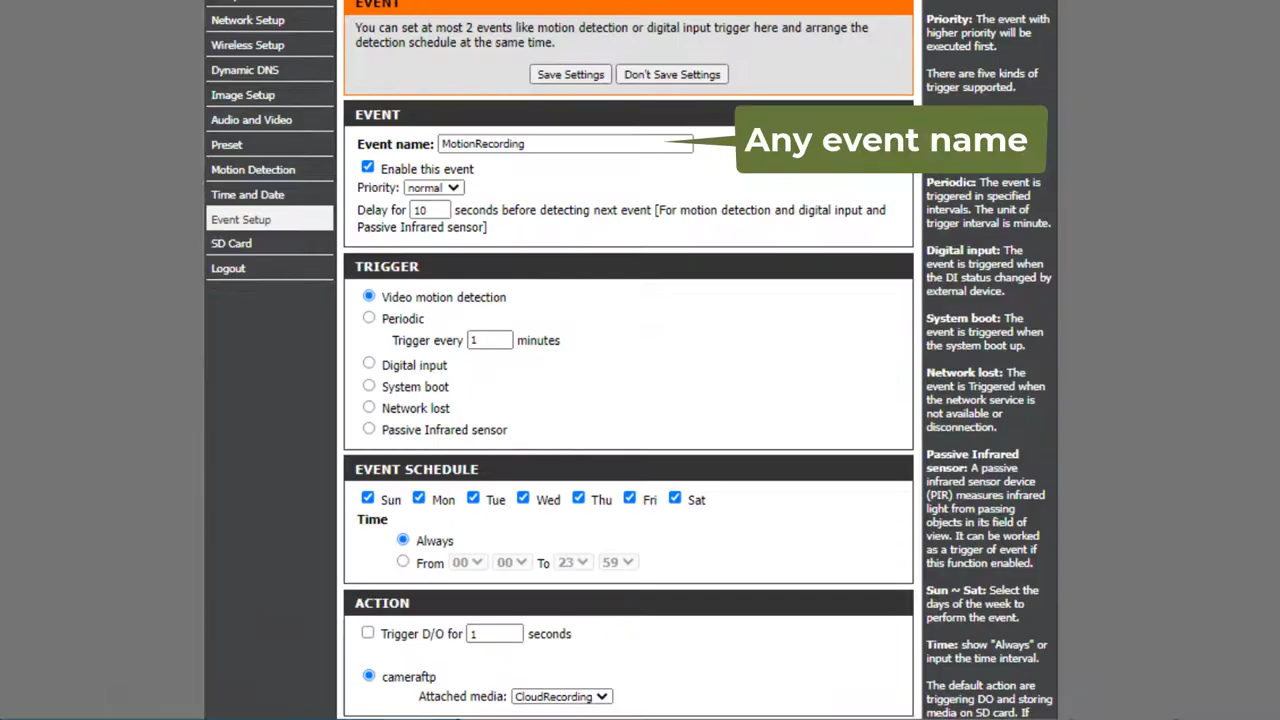 Network Setup
Wireless Setup
Dynamic DNS
Image Setup
Audio and Video
Preset
Motion Detection
Time and Date
Event Setup
SD Card
Logout
EVENT
You can set at most 2 events like motion detection or digital input trigger here and arrange the
detection schedule at the same time.
Save Settings Don't Save Settings
EVENT
Event name: MotionRecording
Any event name
Enable this event
Priority: normal
Delay for 10 seconds before detecting next event [For motion detection and digital input and
Passive Infrared sensor]
TRIGGER
Video motion detection
Periodic
Trigger every 1 minutes
Digital input
System boot
Network lost
Passive Infrared sensor
EVENT SCHEDULE
Sun Mon Tue Wed Thu Fri Sat
Time
Always
From 00 00 To 23 59
ACTION
Trigger D/O for 1 seconds
cameraftp
Attached media: CloudRecording
Priority: The event with
higher priority will be
executed first.
There are five kinds of
trigger supported.
Periodic: The event is
triggered in specified
intervals. The unit of
trigger interval is minute.
Digital input: The
event is triggered when
the DI status changed by
external device.
System boot: The
event is triggered when
the system boot up.
Network lost: The
event is Triggered when
the network service is
not available or
disconnection.
Passive Infrared
sensor: A passive
infrared sensor device
(PIR) measures infrared
light from passing
objects in its field of
view. It can be worked
as a trigger of event if
this function enabled.
Sun ~ Sat: Select the
days of the week to
perform the event.
Time: show "Always" or
input the time interval.
The default action are
triggering DO and storing
media on SD card. If